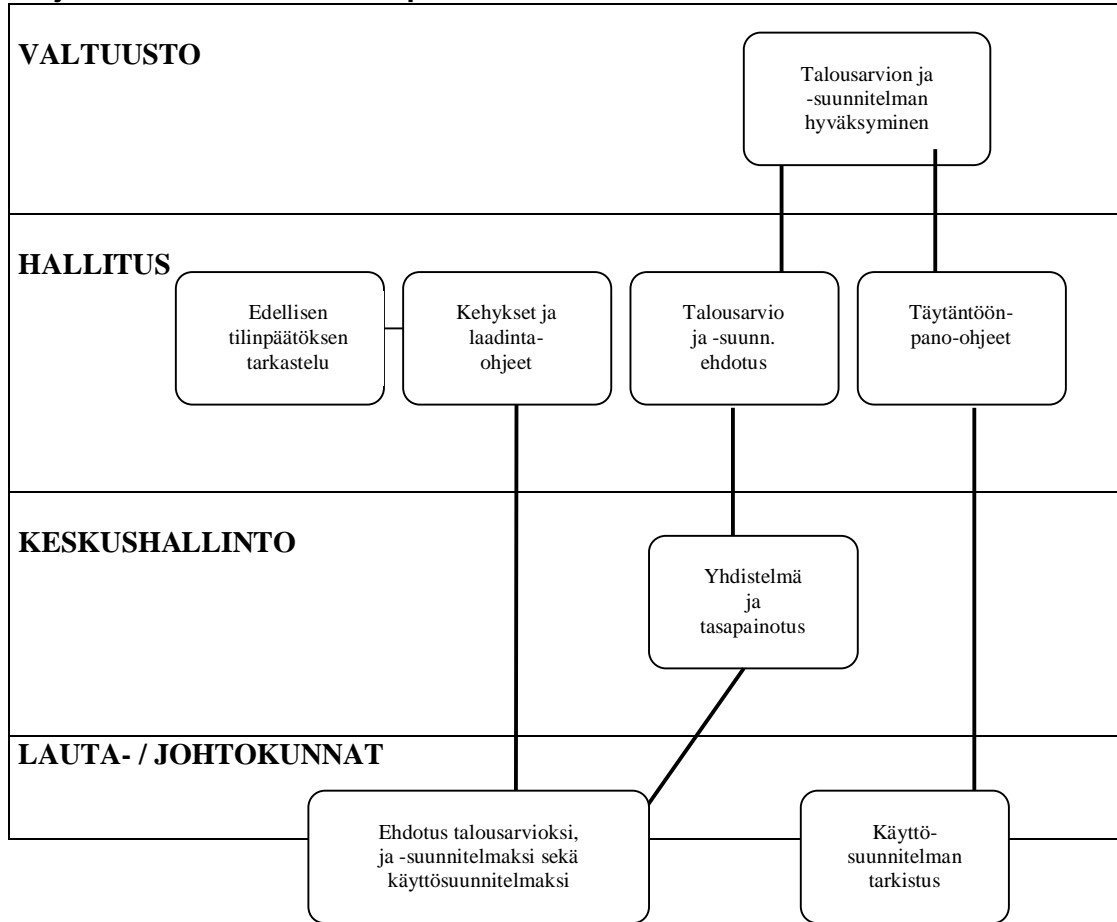 VALTUUSTO
Talousarvion ja
-suunnitelman
hyväksyminen
HALLITUS
Edellisen
tilinpäätöksen
tarkastelu
Kehykset ja
laadinta-
ohjeet
Talousarvio
ja -suunn.
ehdotus
Täytäntöön-
pano-ohjeet
KESKUSHALLINTO
Yhdistelmä
ja
tasapainotus
LAUTA- / JOHTOKUNNAT
Ehdotus talousarvioksi,
ja -suunnitelmaksi sekä
käyttösuunnitelmaksi
Käyttö-
suunnitelman
tarkistus